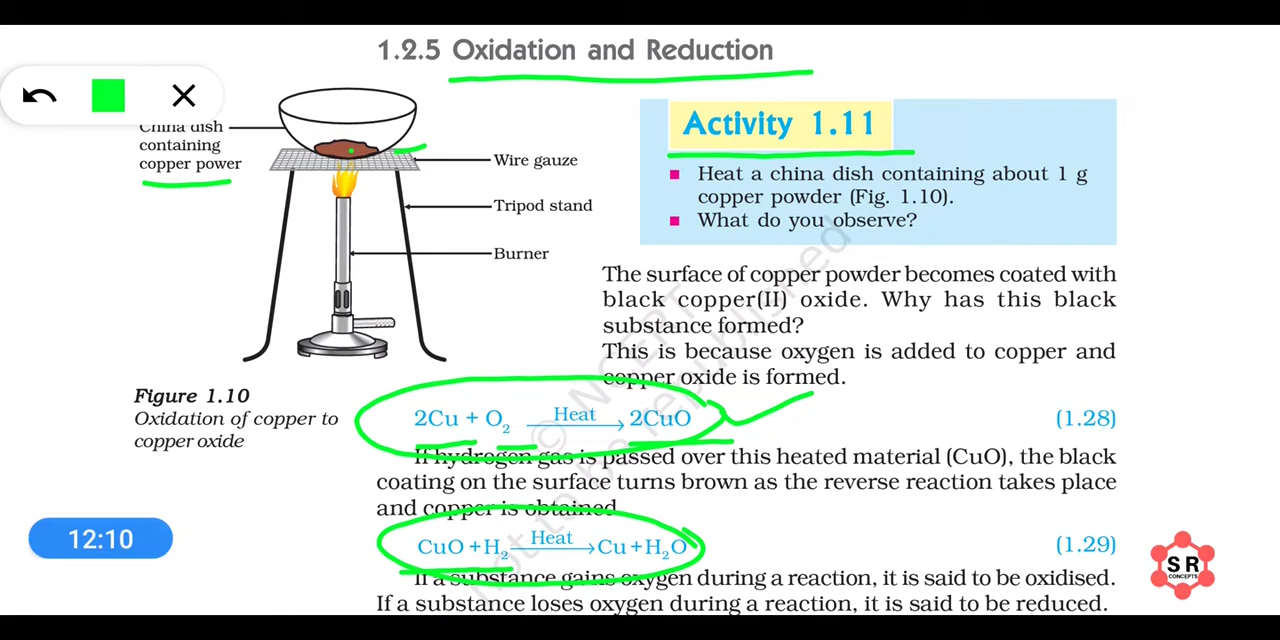 1.2.5 Oxidation and Reduction
China dish
containing
copper power
Wire gauze
Tripod stand
Burner
Figure 1.10
Oxidation of copper to
copper oxide
Activity 1.11
Heat a china dish containing about 1 g
copper powder (Fig. 1.10).
What do you observe?
The surface of copper powder becomes coated with
black copper(II) oxide. Why has this black
substance formed?
This is because oxygen is added to copper and
copper oxide is formed.
2Cu + O₂ Heat → 2CuO (1.28)
If hydrogen gas is passed over this heated material (CuO), the black
coating on the surface turns brown as the reverse reaction takes place
and copper is obtained
CuO + H₂ Heat → Cu + H₂O (1.29)
If a substance gains oxygen during a reaction, it is said to be oxidised.
If a substance loses oxygen during a reaction, it is said to be reduced.
12:10
S R
CONCEPTS
© NCERT
not to be republished